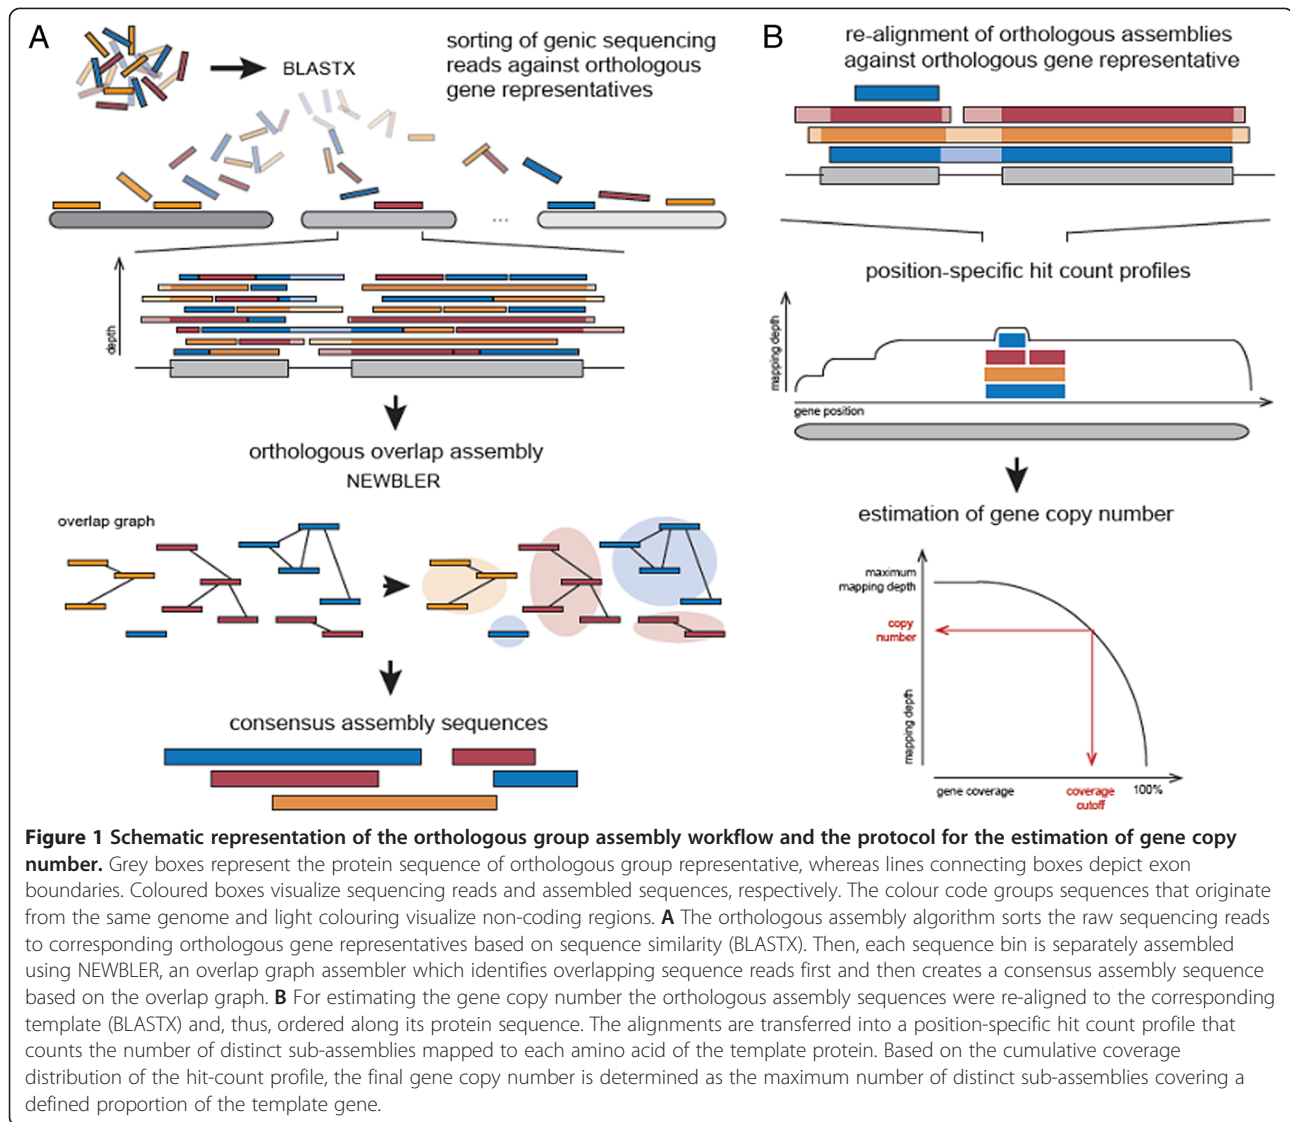 A
sorting of genic sequencing
reads against orthologous
gene representatives
BLASTX
...
depth
orthologous overlap assembly
NEWBLER
overlap graph
consensus assembly sequences
B
re-alignment of orthologous assemblies
against orthologous gene representative
position-specific hit count profiles
mapping depth
gene position
estimation of gene copy number
maximum
mapping depth
copy
number
mapping depth
gene coverage
coverage
cutoff
100%
Figure 1 Schematic representation of the orthologous group assembly workflow and the protocol for the estimation of gene copy
number. Grey boxes represent the protein sequence of orthologous group representative, whereas lines connecting boxes depict exon
boundaries. Coloured boxes visualize sequencing reads and assembled sequences, respectively. The colour code groups sequences that originate
from the same genome and light colouring visualize non-coding regions. A The orthologous assembly algorithm sorts the raw sequencing reads
to corresponding orthologous gene representatives based on sequence similarity (BLASTX). Then, each sequence bin is separately assembled
using NEWBLER, an overlap graph assembler which identifies overlapping sequence reads first and then creates a consensus assembly sequence
based on the overlap graph. B For estimating the gene copy number the orthologous assembly sequences were re-aligned to the corresponding
template (BLASTX) and, thus, ordered along its protein sequence. The alignments are transferred into a position-specific hit count profile that
counts the number of distinct sub-assemblies mapped to each amino acid of the template protein. Based on the cumulative coverage
distribution of the hit-count profile, the final gene copy number is determined as the maximum number of distinct sub-assemblies covering a
defined proportion of the template gene.